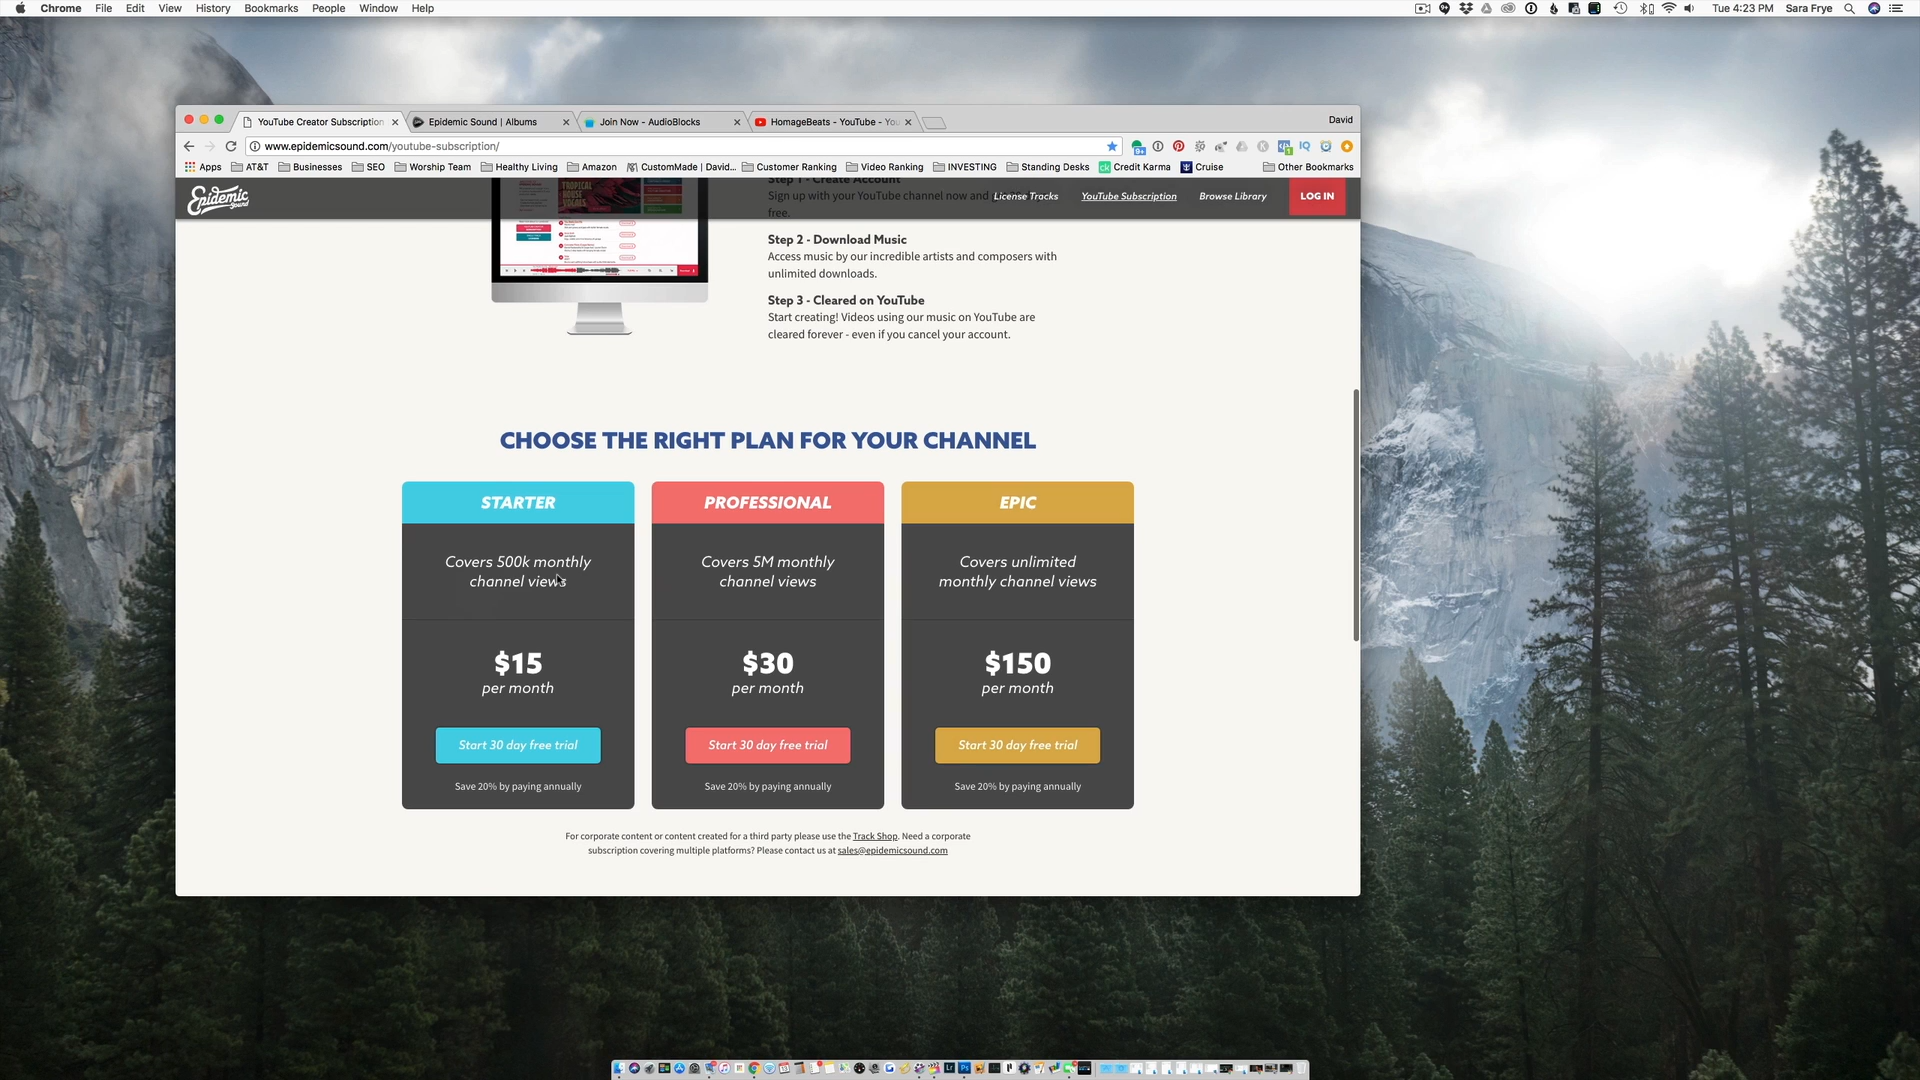 Chrome File Edit View History Bookmarks People Window Help
Tue 4:23 PM Sara Frye
YouTube Creator Subscription
Epidemic Sound | Albums
Join Now - AudioBlocks
HomageBeats - YouTube - You
David
www.epidemicsound.com/youtube-subscription/
Apps AT&T Businesses SEO Worship Team Healthy Living Amazon CustomMade | David... Customer Ranking Video Ranking INVESTING Standing Desks Credit Karma Cruise Other Bookmarks
Epidemic Sound
License Tracks YouTube Subscription Browse Library LOG IN
TROPICAL HOUSE VOCALS
Step 1 - Create Account
Sign up with your YouTube channel now and
free.
Step 2 - Download Music
Access music by our incredible artists and composers with
unlimited downloads.
Step 3 - Cleared on YouTube
Start creating! Videos using our music on YouTube are
cleared forever - even if you cancel your account.
CHOOSE THE RIGHT PLAN FOR YOUR CHANNEL
STARTER
Covers 500k monthly
channel views
$15
per month
Start 30 day free trial
Save 20% by paying annually
PROFESSIONAL
Covers 5M monthly
channel views
$30
per month
Start 30 day free trial
Save 20% by paying annually
EPIC
Covers unlimited
monthly channel views
$150
per month
Start 30 day free trial
Save 20% by paying annually
For corporate content or content created for a third party please use the Track Shop. Need a corporate
subscription covering multiple platforms? Please contact us at sales@epidemicsound.com